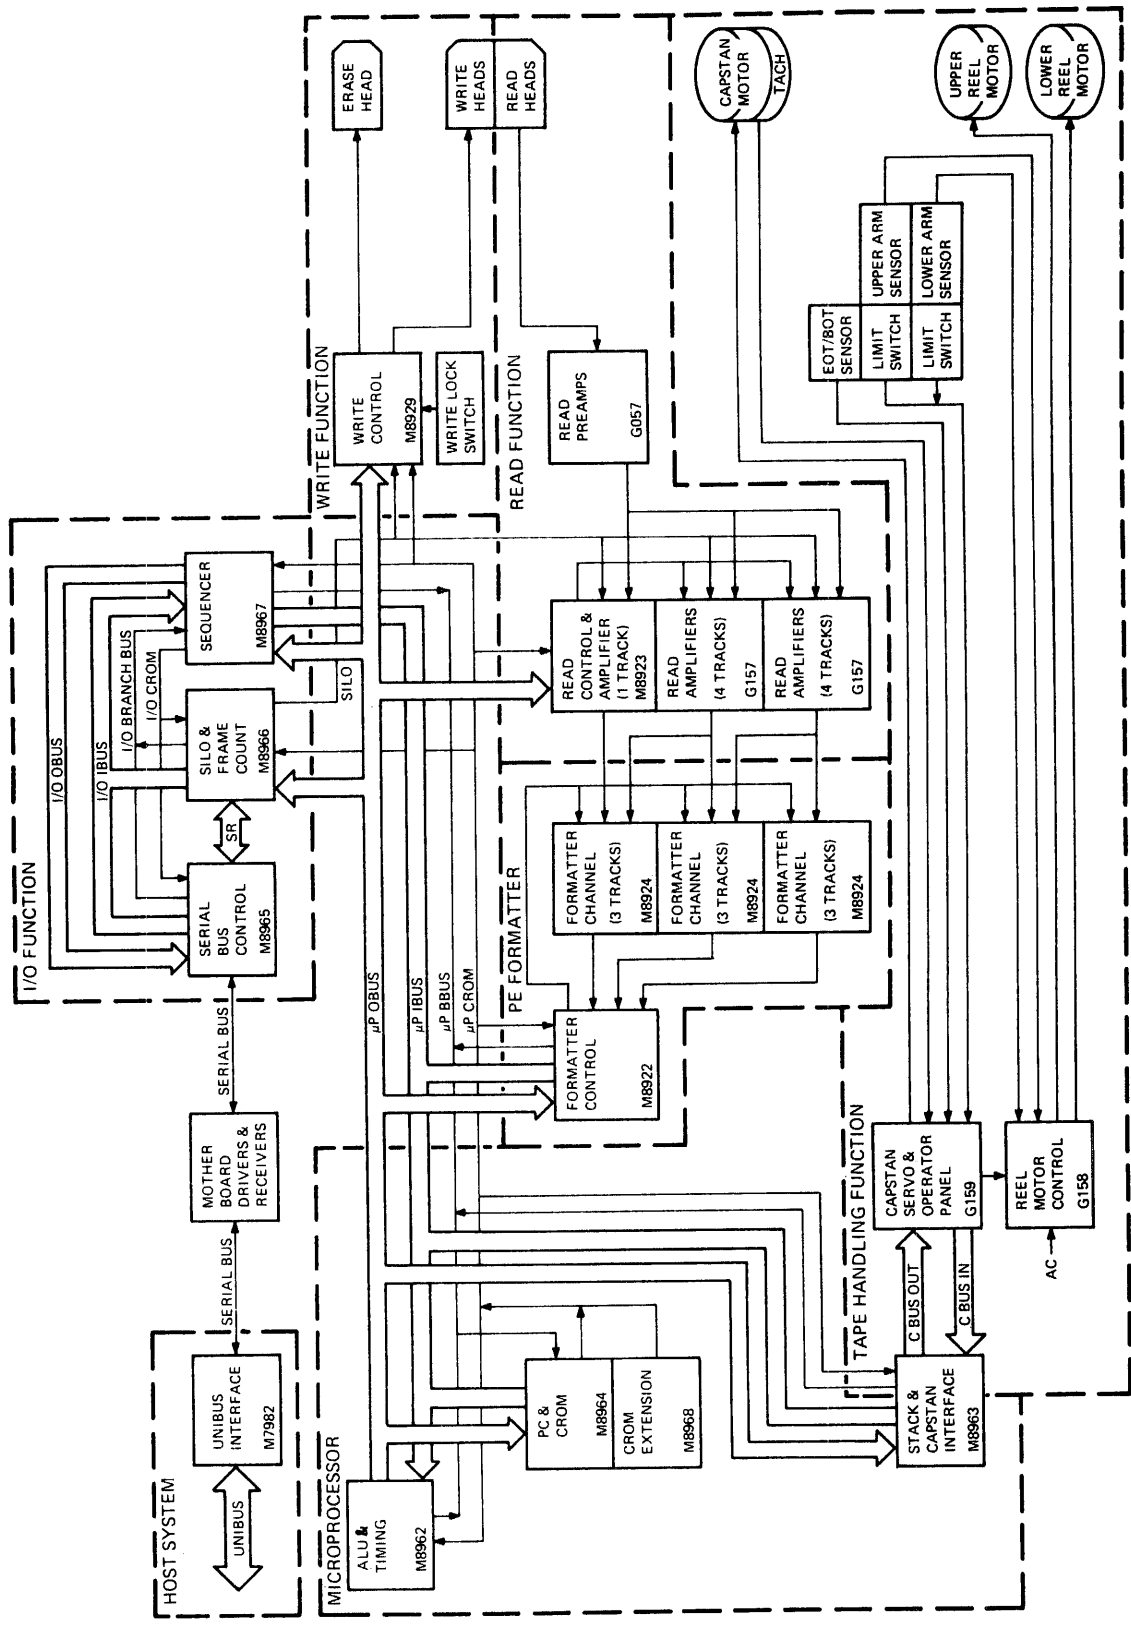 HOST SYSTEM
UNIBUS
UNIBUS
INTERFACE
M7982
SERIAL BUS
MOTHER
BOARD
DRIVERS &
RECEIVERS
SERIAL BUS
I/O FUNCTION
I/O OBUS
I/O IBUS
I/O BRANCH BUS
I/O CROM
SERIAL
BUS
CONTROL
M8965
SR
SILO &
FRAME
COUNT
M8966
SEQUENCER
M8967
SILO
MICROPROCESSOR
ALU &
TIMING
M8962
PC &
CROM
M8964
CROM
EXTENSION
M8968
STACK &
CAPSTAN
INTERFACE
M8963
µP OBUS
µP IBUS
µP BBUS
µP CROM
WRITE FUNCTION
WRITE
CONTROL
M8929
WRITE LOCK
SWITCH
ERASE
HEAD
WRITE
HEADS
READ
HEADS
READ FUNCTION
READ
PREAMPS
G057
READ
CONTROL &
AMPLIFIER
(1 TRACK)
M8923
READ
AMPLIFIERS
(4 TRACKS)
G157
READ
AMPLIFIERS
(4 TRACKS)
G157
PE FORMATTER
FORMATTER
CONTROL
M8922
FORMATTER
CHANNEL
(3 TRACKS)
M8924
FORMATTER
CHANNEL
(3 TRACKS)
M8924
FORMATTER
CHANNEL
(3 TRACKS)
M8924
TAPE HANDLING FUNCTION
C BUS OUT
C BUS IN
CAPSTAN
SERVO &
OPERATOR
PANEL
G159
AC
REEL
MOTOR
CONTROL
G158
EOT/BOT
SENSOR
LIMIT
SWITCH
UPPER ARM
SENSOR
LIMIT
SWITCH
LOWER ARM
SENSOR
CAPSTAN
MOTOR
TACH
UPPER
REEL
MOTOR
LOWER
REEL
MOTOR